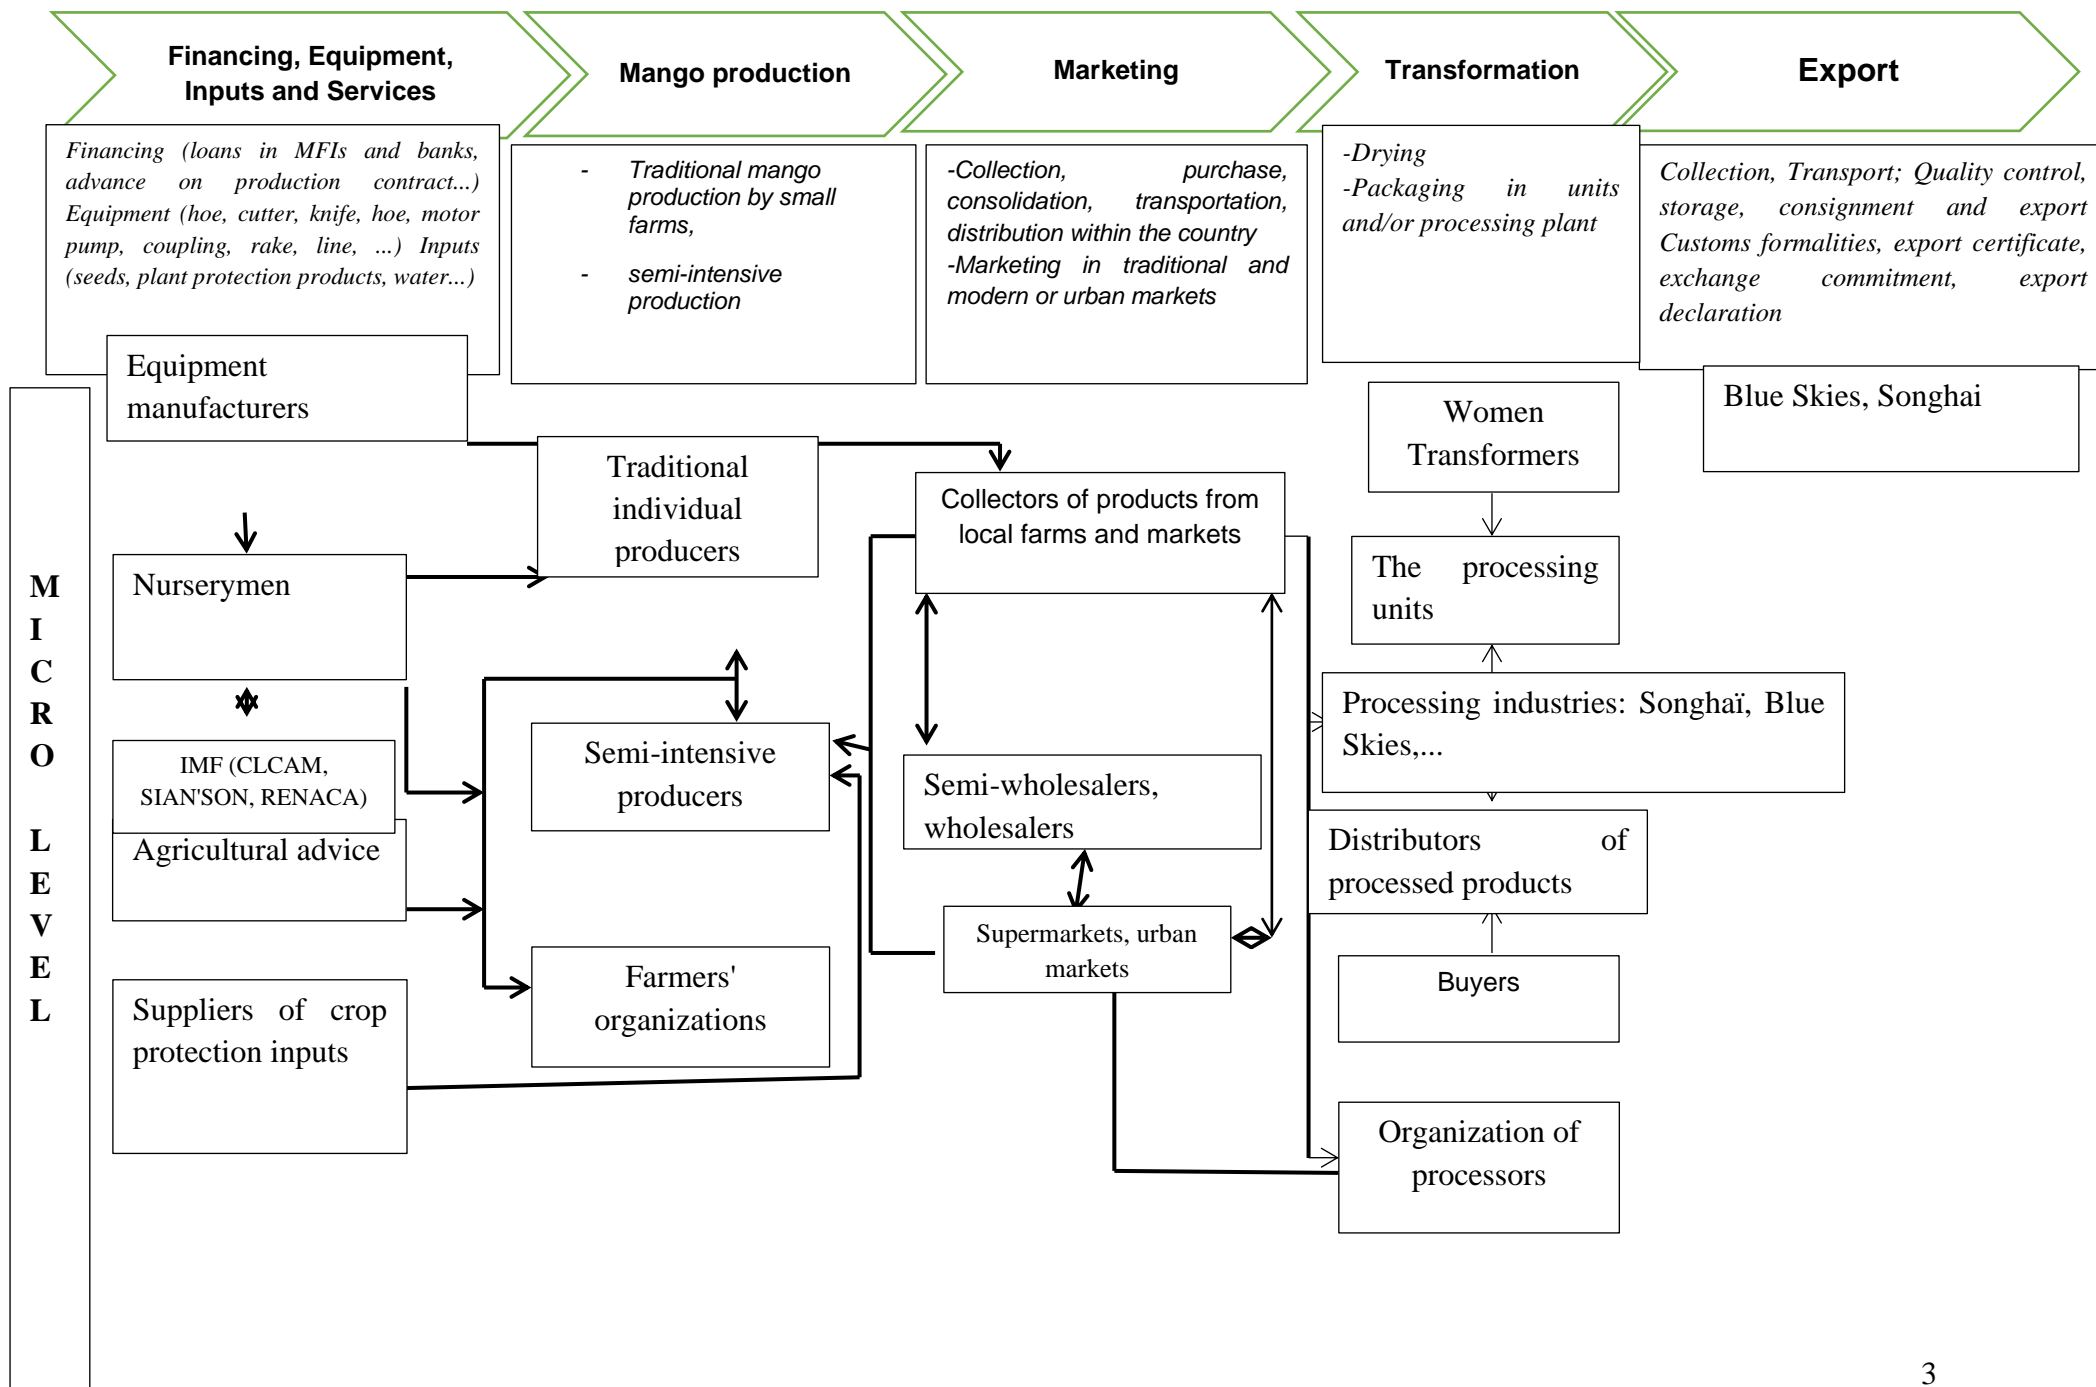 Financing, Equipment,
Inputs and Services
Mango production
Marketing
Transformation
Export
Financing (loans in MFIs and banks,
advance on production contract...)
Equipment (hoe, cutter, knife, hoe, motor
pump, coupling, rake, line, ...) Inputs
(seeds, plant protection products, water...)
- Traditional mango
production by small
farms,
- semi-intensive
production
-Collection, purchase,
consolidation, transportation,
distribution within the country
-Marketing in traditional and
modern or urban markets
-Drying
-Packaging in units
and/or processing plant
Collection, Transport; Quality control,
storage, consignment and export
Customs formalities, export certificate,
exchange commitment, export
declaration
M
I
C
R
O
L
E
V
E
L
Equipment
manufacturers
Nurserymen
IMF (CLCAM,
SIAN'SON, RENACA)
Agricultural advice
Suppliers of crop
protection inputs
Traditional
individual
producers
Semi-intensive
producers
Farmers'
organizations
Collectors of products from
local farms and markets
Semi-wholesalers,
wholesalers
Supermarkets, urban
markets
Women
Transformers
The processing
units
Processing industries: Songhaï, Blue
Skies,...
Distributors of
processed products
Buyers
Organization of
processors
Blue Skies, Songhai
3